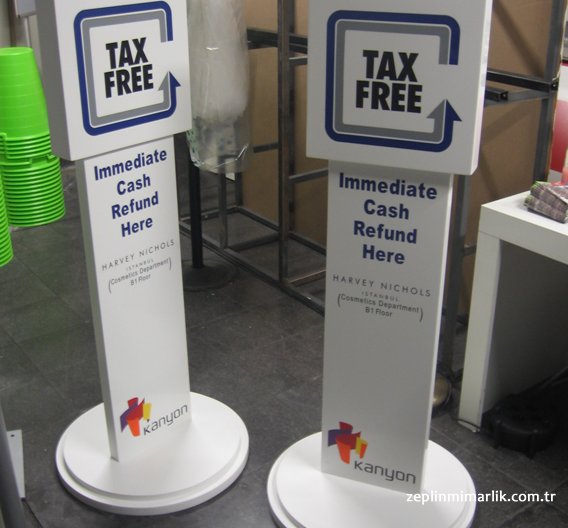 TAX
FREE
Immediate
Cash
Refund
Here
HARVEY NICHOLS
ISTANBUL
(Cosmetics Department)
B1 Floor
Kanyon
TAX
FREE
Immediate
Cash
Refund
Here
HARVEY NICHOLS
ISTANBUL
(Cosmetics Department)
B1 Floor
Kanyon
zeplinmimarlik.com.tr